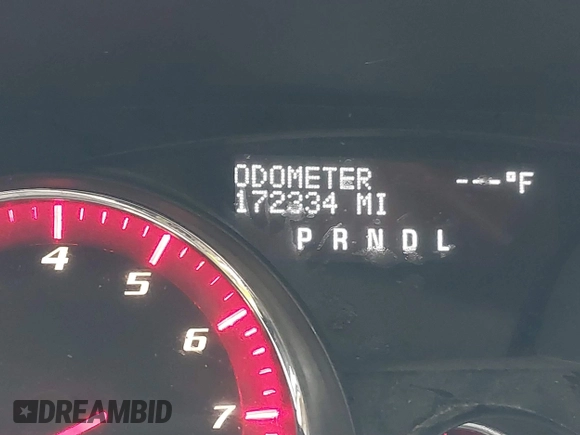 ODOMETER ---°F
172334 MI
P R N D L
4
5
6
7
DREAMBID